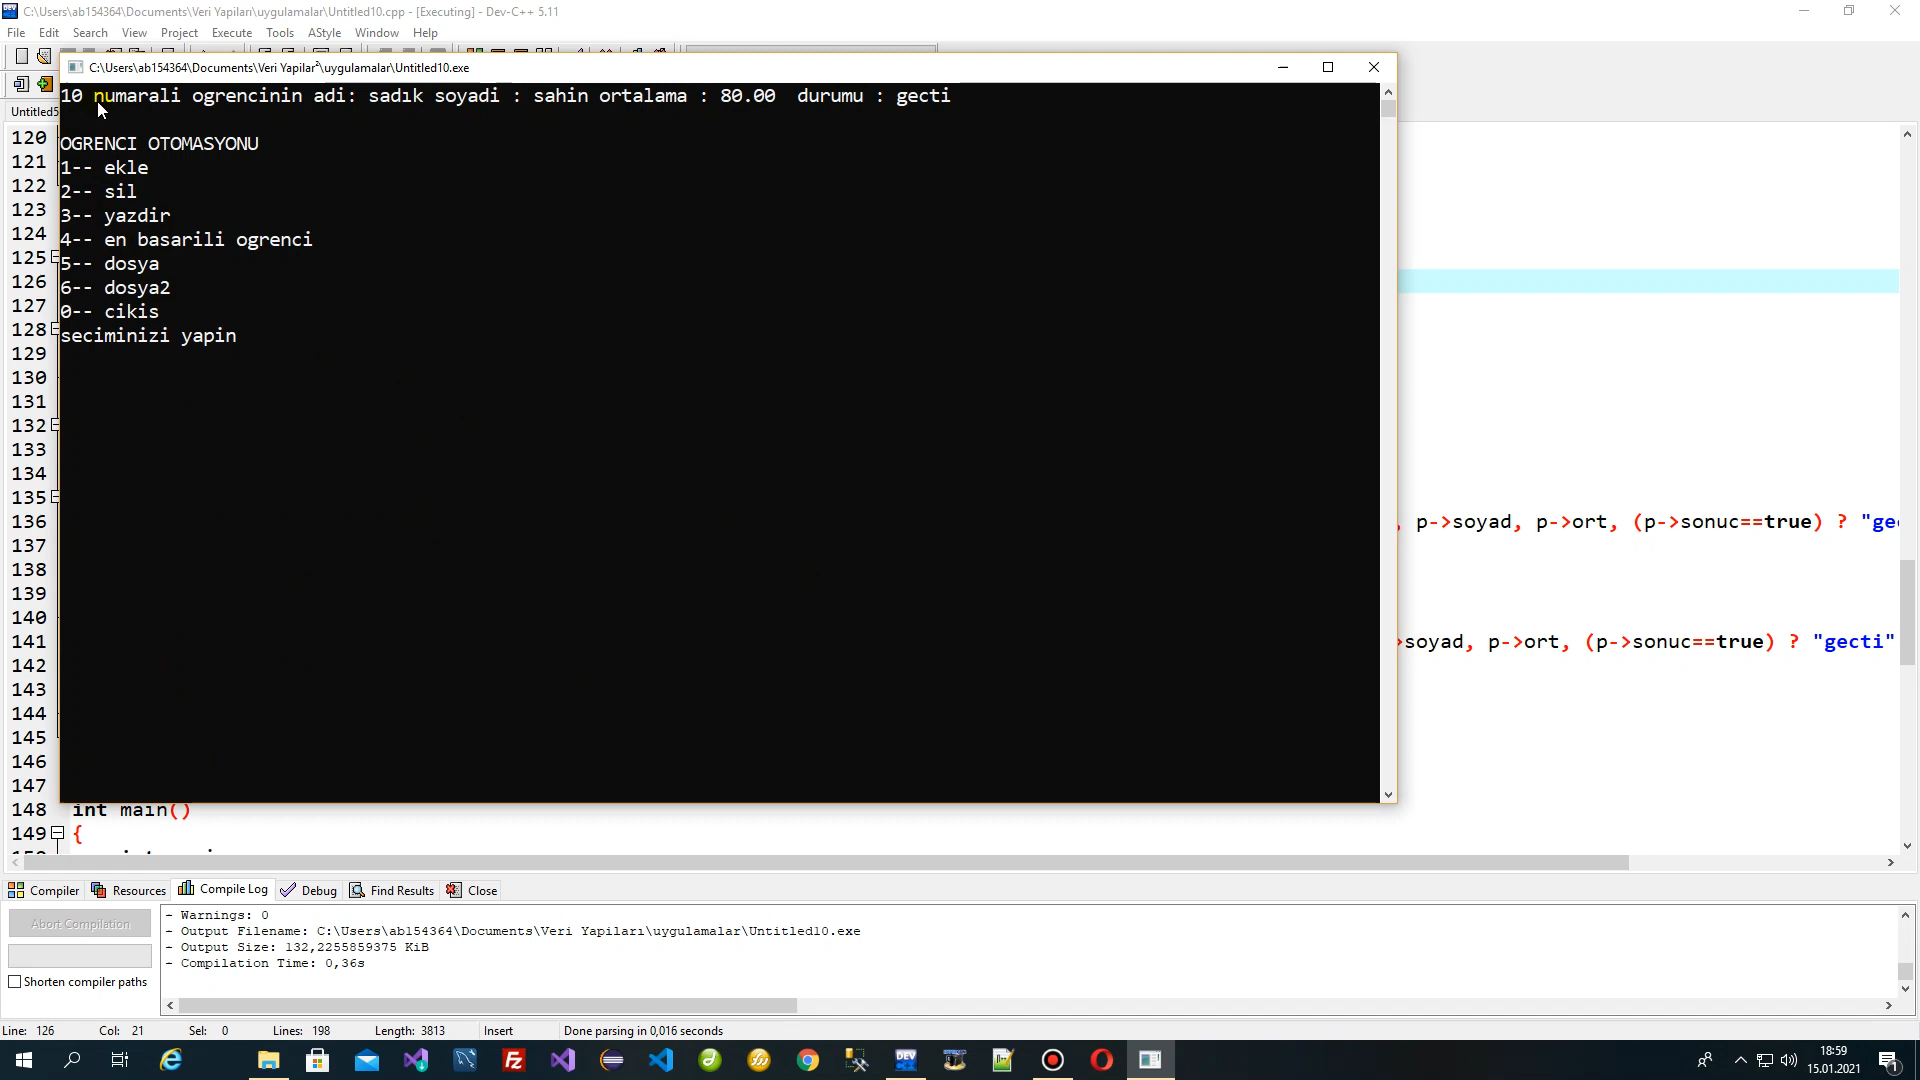 C:\Users\ab154364\Documents\Veri Yapıları\uygulamalar\Untitled10.cpp - [Executing] - Dev-C++ 5.11
File Edit Search View Project Execute Tools AStyle Window Help
C:\Users\ab154364\Documents\Veri Yapilar²\uygulamalar\Untitled10.exe
10 numarali ogrencinin adi: sadık soyadi : sahin ortalama : 80.00 durumu : gecti
Untitled5
OGRENCI OTOMASYONU
1-- ekle
2-- sil
3-- yazdir
4-- en basarili ogrenci
5-- dosya
6-- dosya2
0-- cikis
seciminizi yapin
120
121
122
123
124
125
126
127
128
129
130
131
132
133
134
135
136 , p->soyad, p->ort, (p->sonuc==true) ? "ge
137
138
139
140
141 >soyad, p->ort, (p->sonuc==true) ? "gecti"
142
143
144
145
146
147
148 int main()
149 {
Compiler Resources Compile Log Debug Find Results Close
Abort Compilation
Shorten compiler paths
- Warnings: 0
- Output Filename: C:\Users\ab154364\Documents\Veri Yapıları\uygulamalar\Untitled10.exe
- Output Size: 132,2255859375 KiB
- Compilation Time: 0,36s
Line: 126 Col: 21 Sel: 0 Lines: 198 Length: 3813 Insert Done parsing in 0,016 seconds
18:59
15.01.2021